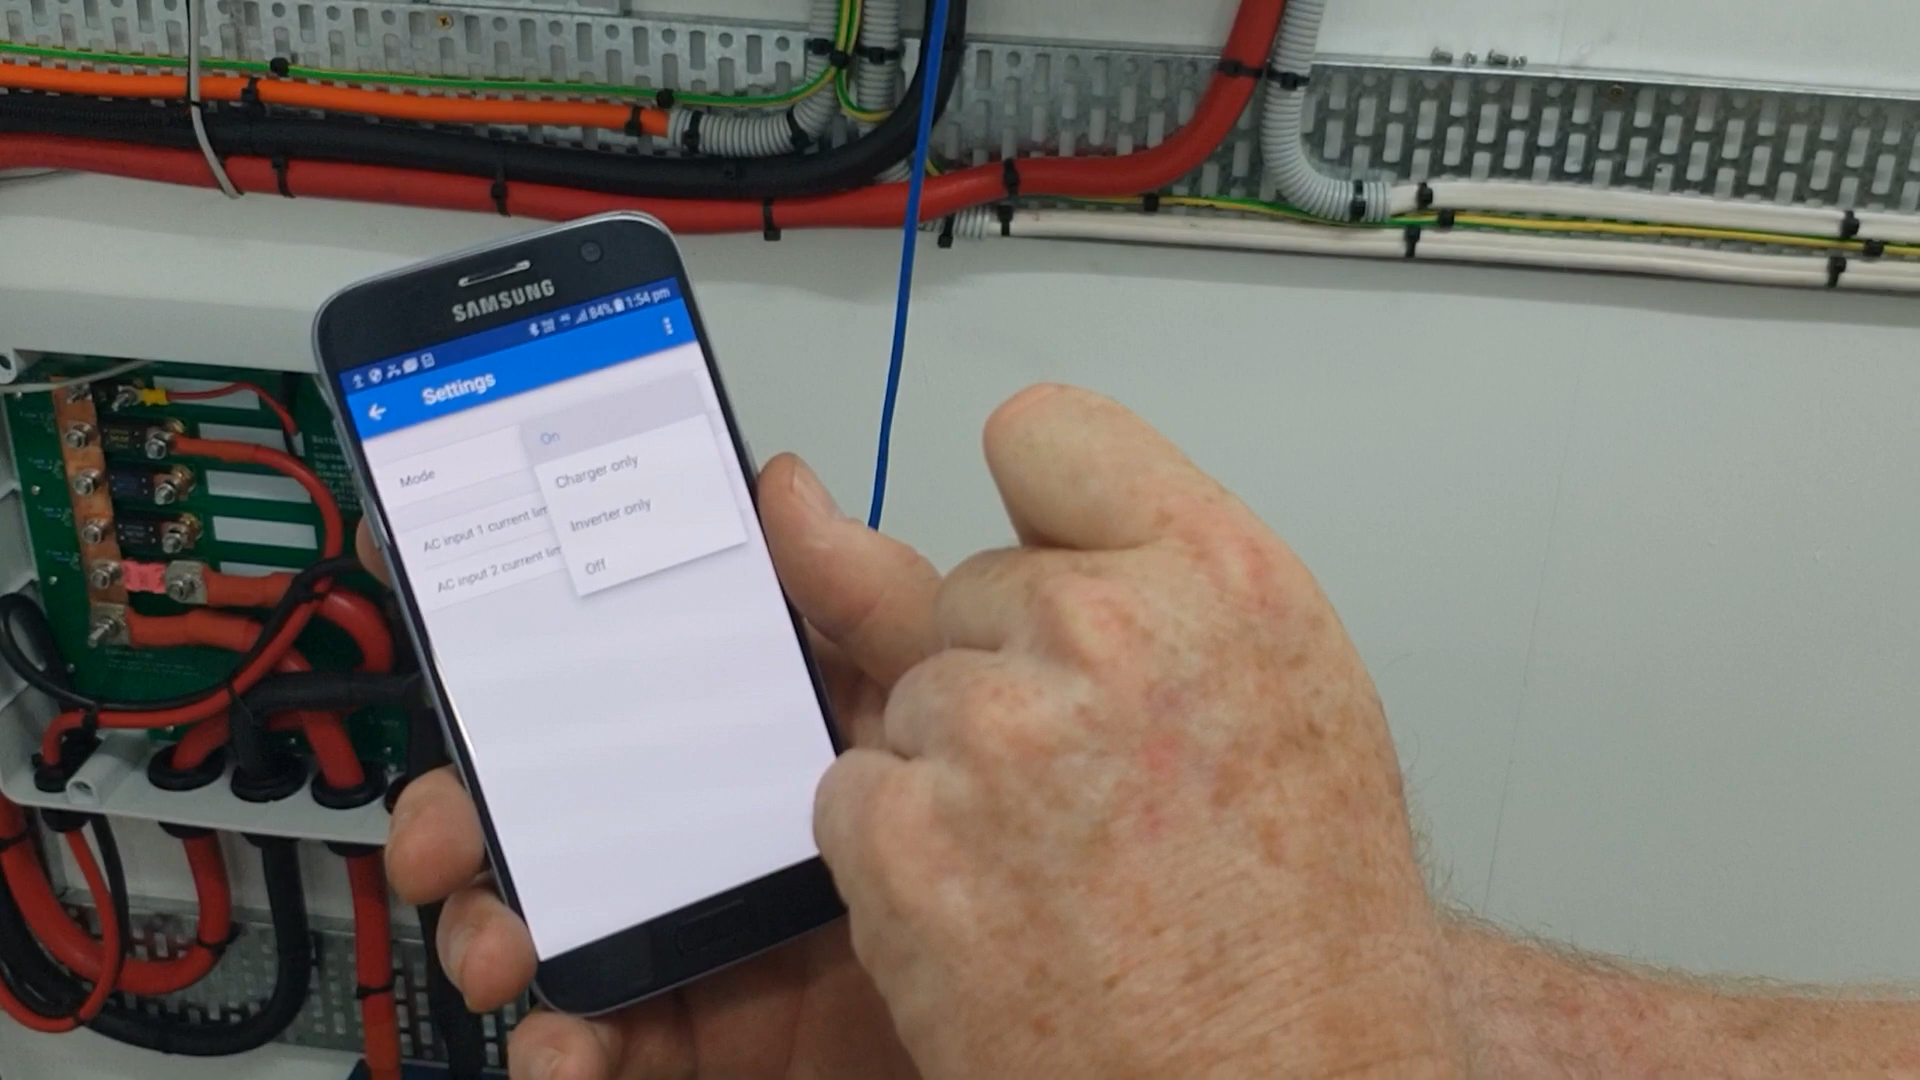 SAMSUNG
84% 1:54 pm
Settings
Mode
On
Charger only
Inverter only
Off
AC input 1 current lim
AC input 2 current lim